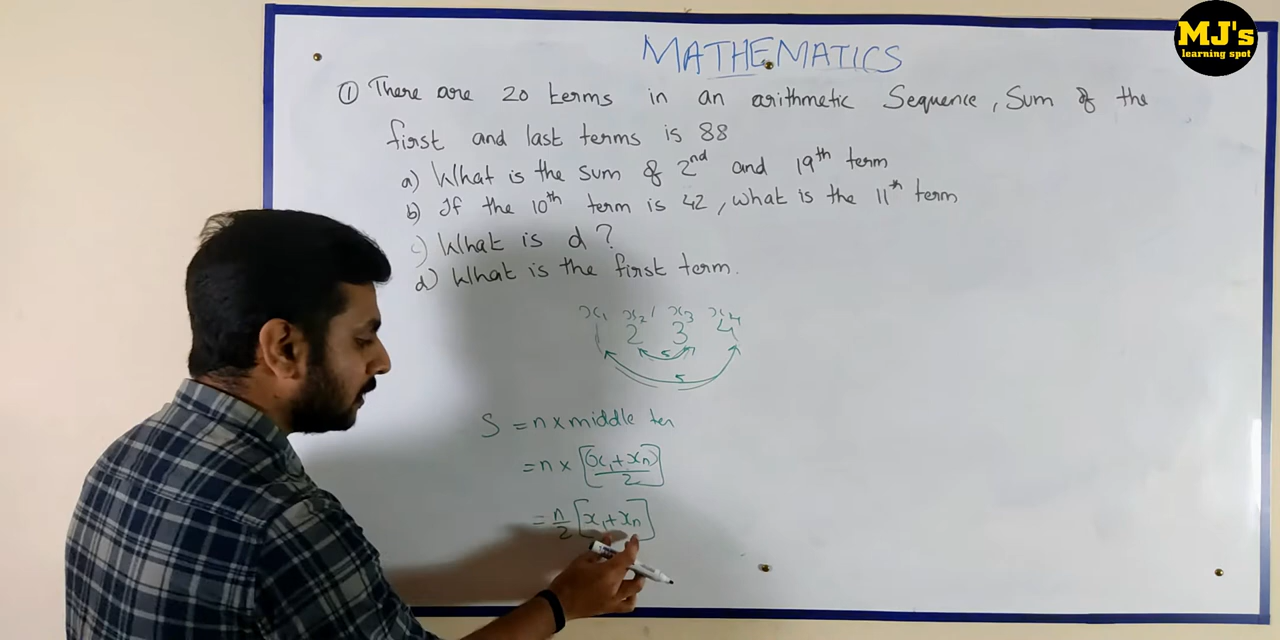 MJ's
learning spot
MATHEMATICS
① There are 20 terms in an arithmetic Sequence, Sum of the
first and last terms is 88
a) What is the sum of 2nd and 19th term
b) If the 10th term is 42, what is the 11th term
c) What is d?
d) What is the first term.
x₁ x₂ x₃ x₄
1 2 3 4
5
5
S = n × middle ter
= n × [(x₁ + xₙ)/2]
= n/2 [x₁ + xₙ]